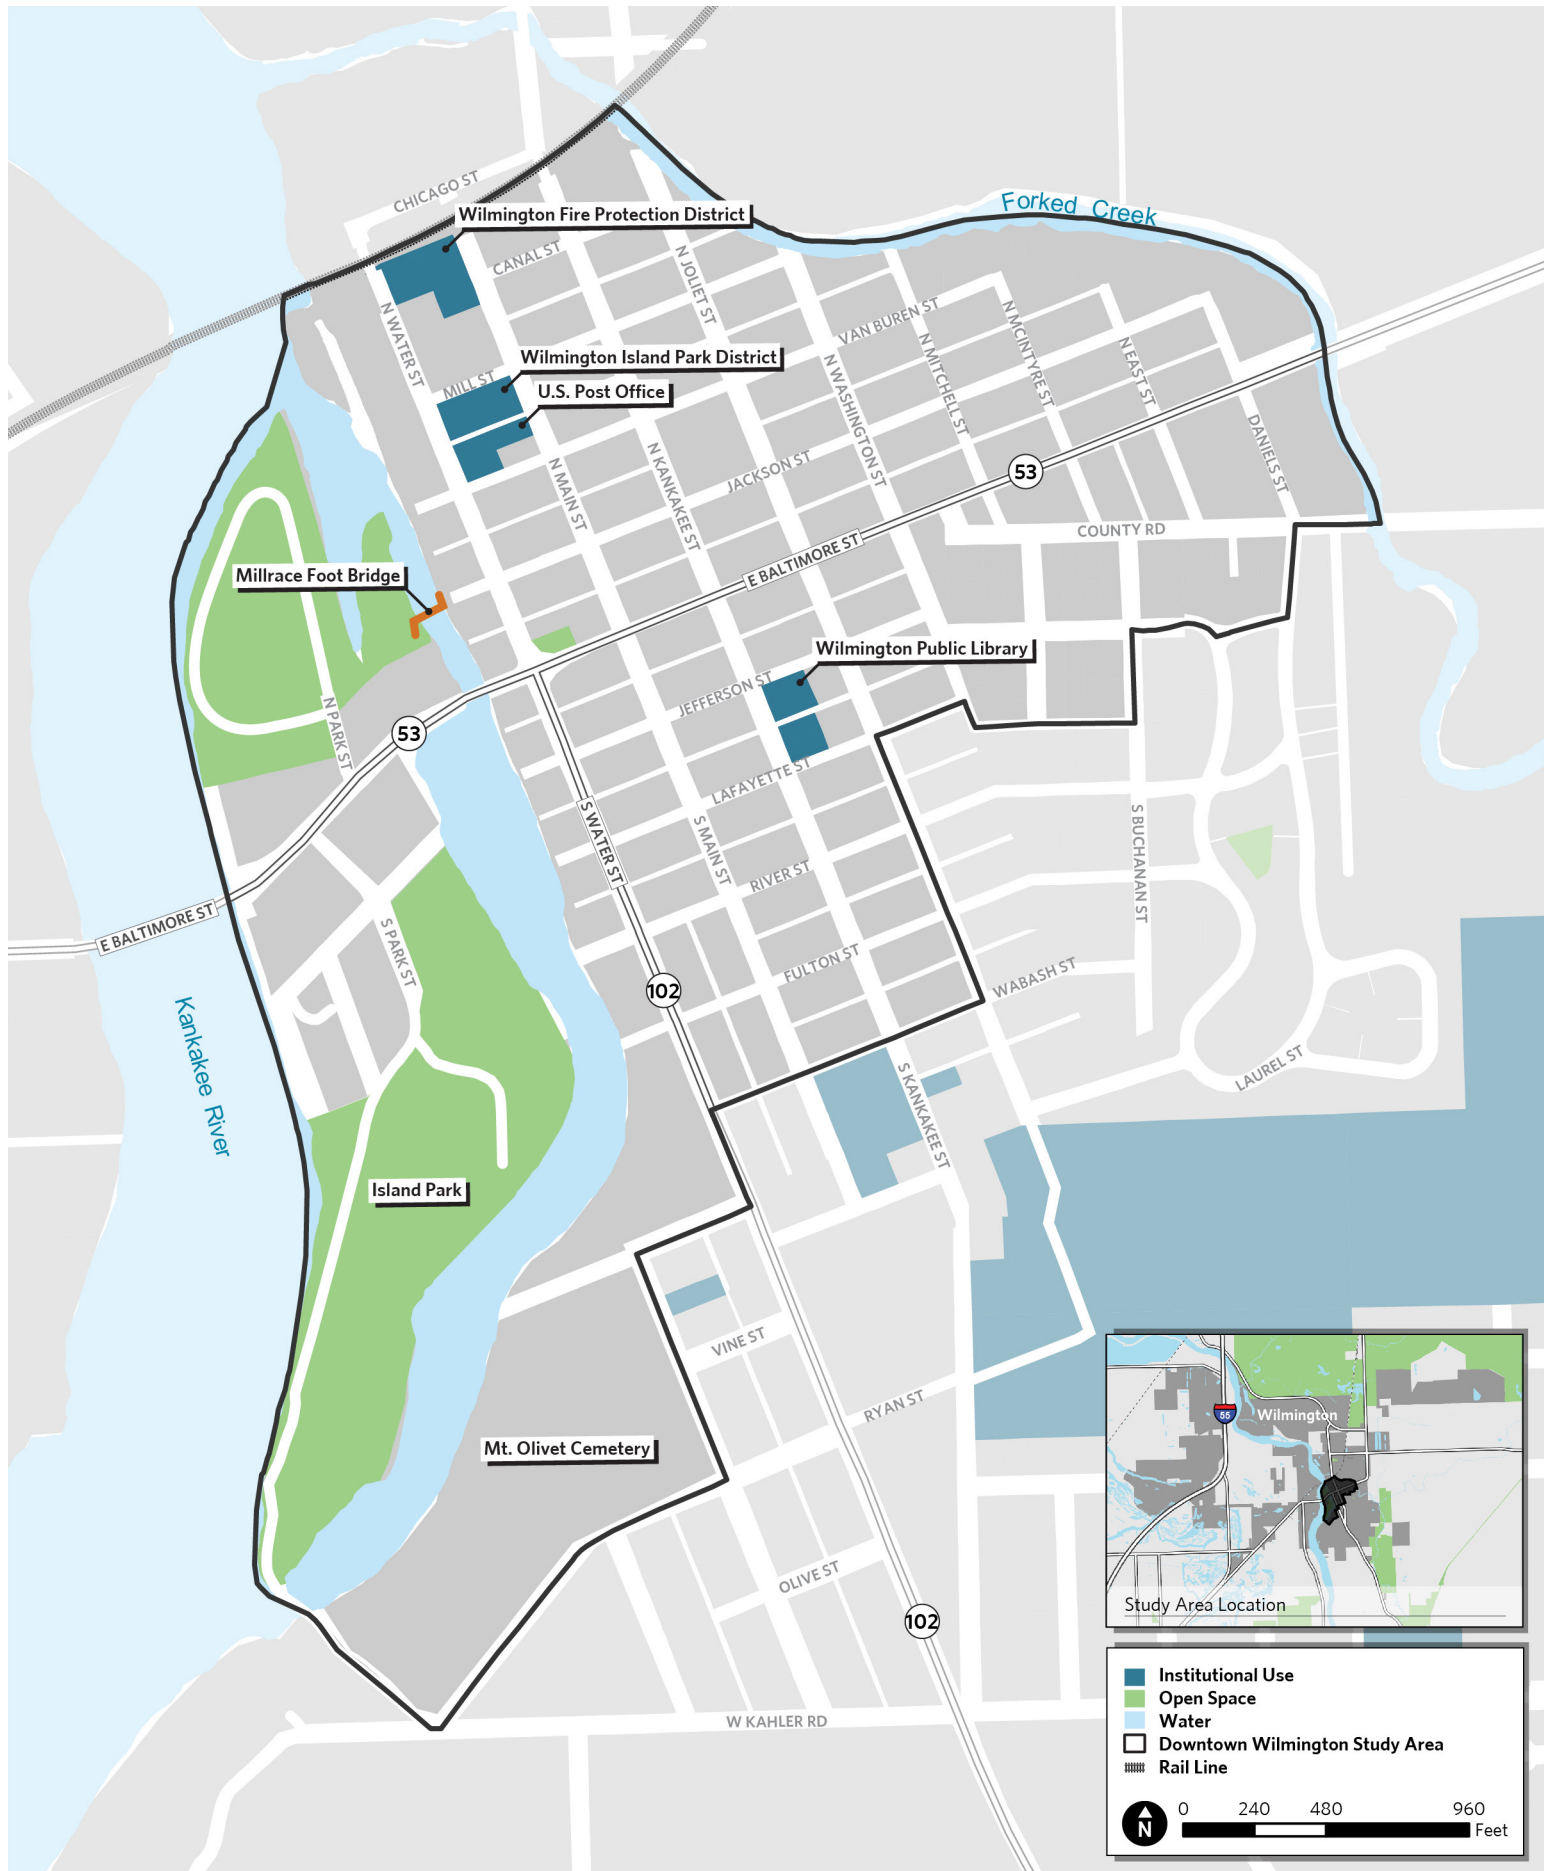 CHICAGO ST
Forked Creek
Wilmington Fire Protection District
CANAL ST
N JOLIET ST
N WATER ST
VAN BUREN ST
N MCINTYRE ST
N MITCHELL ST
N EAST ST
Wilmington Island Park District
N WASHINGTON ST
MILL ST
U.S. Post Office
DANIELS ST
N KANKAKEE ST
JACKSON ST
N MAIN ST
53
COUNTY RD
E BALTIMORE ST
Millrace Foot Bridge
Wilmington Public Library
JEFFERSON ST
N PARK ST
53
LAFAYETTE ST
S WATER ST
S MAIN ST
S BUCHANAN ST
RIVER ST
E BALTIMORE ST
S PARK ST
FULTON ST
WABASH ST
102
Kankakee River
LAUREL ST
S KANKAKEE ST
Island Park
VINE ST
RYAN ST
Mt. Olivet Cemetery
OLIVE ST
102
W KAHLER RD
55
Wilmington
Study Area Location
Institutional Use
Open Space
Water
Downtown Wilmington Study Area
Rail Line
N
0 240 480 960
Feet